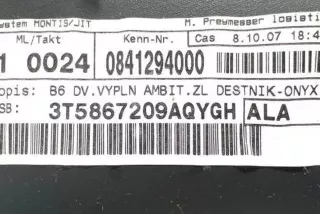 ystem MONTIS/JIT M. Preymesser logisti
ML/Takt Kenn-Nr. Cas 8.10.07 18:4
1 0024 0841294000
opis: B6 DV.VYPLN AMBIT.ZL DESTNIK-ONYX
SB: 3T5867209AQYGH ALA